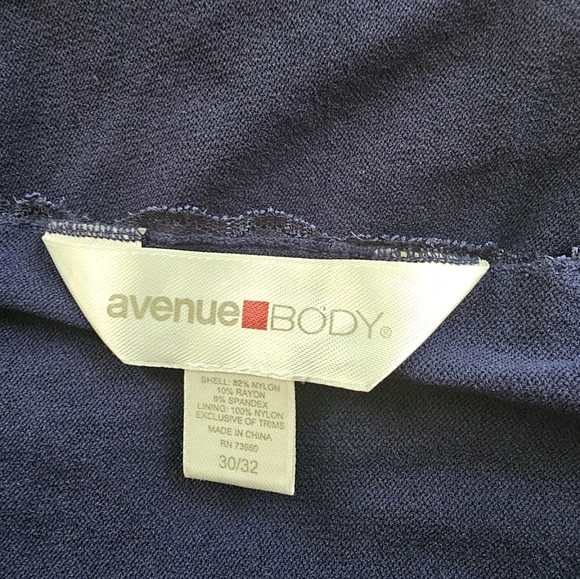 avenue BODY®
SHELL: 82% NYLON
10% RAYON
8% SPANDEX
LINING: 100% NYLON
EXCLUSIVE OF TRIMS
MADE IN CHINA
RN 73960
30/32